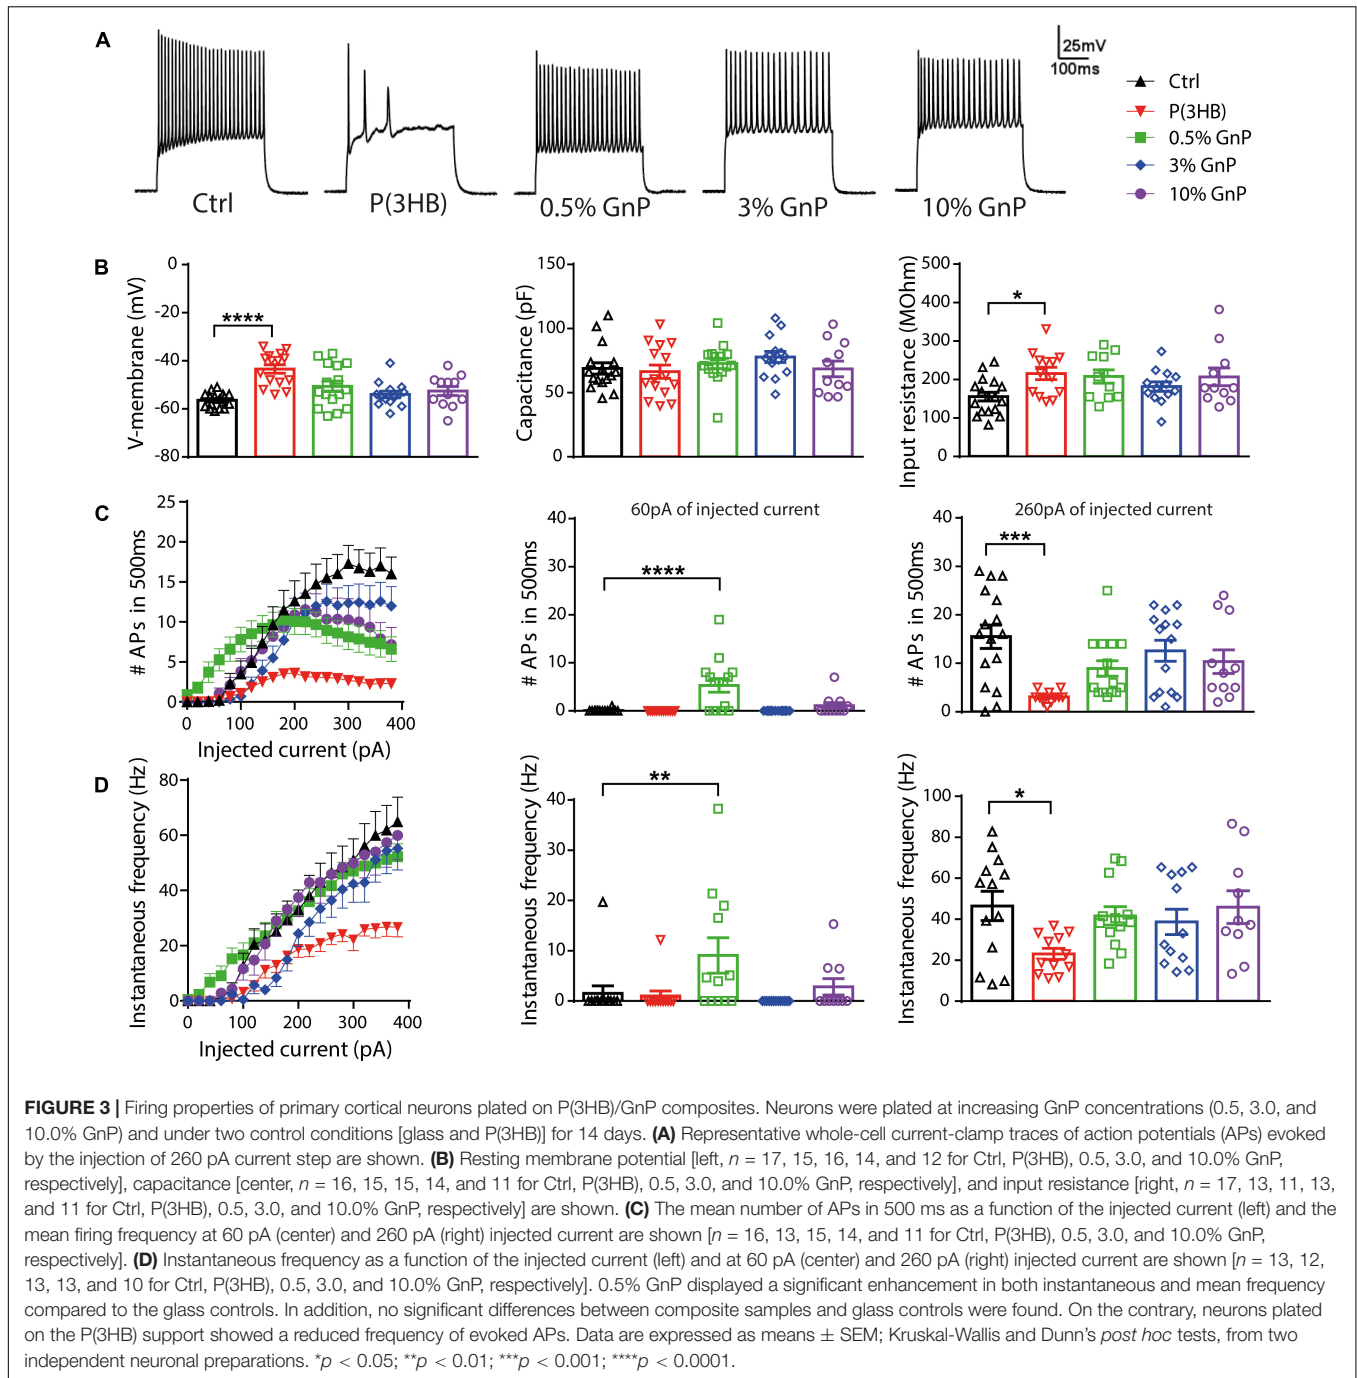 A
25mV
100ms
Ctrl
P(3HB)
0.5% GnP
3% GnP
10% GnP
Ctrl
P(3HB)
0.5% GnP
3% GnP
10% GnP
B
V-membrane (mV)
0
-20
-40
-60
-80
****
Capacitance (pF)
150
100
50
0
Input resistance (MOhm)
500
400
300
200
100
0
*
C
# APs in 500ms
25
20
15
10
5
0
0 100 200 300 400
Injected current (pA)
60pA of injected current
# APs in 500ms
40
30
20
10
0
****
260pA of injected current
# APs in 500ms
40
30
20
10
0
***
D
Instantaneous frequency (Hz)
80
60
40
20
0
0 100 200 300 400
Injected current (pA)
Instantaneous frequency (Hz)
40
30
20
10
0
**
Instantaneous frequency (Hz)
100
80
60
40
20
0
*
FIGURE 3 | Firing properties of primary cortical neurons plated on P(3HB)/GnP composites. Neurons were plated at increasing GnP concentrations (0.5, 3.0, and
10.0% GnP) and under two control conditions [glass and P(3HB)] for 14 days. (A) Representative whole-cell current-clamp traces of action potentials (APs) evoked
by the injection of 260 pA current step are shown. (B) Resting membrane potential [left, n = 17, 15, 16, 14, and 12 for Ctrl, P(3HB), 0.5, 3.0, and 10.0% GnP,
respectively], capacitance [center, n = 16, 15, 15, 14, and 11 for Ctrl, P(3HB), 0.5, 3.0, and 10.0% GnP, respectively], and input resistance [right, n = 17, 13, 11, 13,
and 11 for Ctrl, P(3HB), 0.5, 3.0, and 10.0% GnP, respectively] are shown. (C) The mean number of APs in 500 ms as a function of the injected current (left) and the
mean firing frequency at 60 pA (center) and 260 pA (right) injected current are shown [n = 16, 13, 15, 14, and 11 for Ctrl, P(3HB), 0.5, 3.0, and 10.0% GnP,
respectively]. (D) Instantaneous frequency as a function of the injected current (left) and at 60 pA (center) and 260 pA (right) injected current are shown [n = 13, 12,
13, 13, and 10 for Ctrl, P(3HB), 0.5, 3.0, and 10.0% GnP, respectively]. 0.5% GnP displayed a significant enhancement in both instantaneous and mean frequency
compared to the glass controls. In addition, no significant differences between composite samples and glass controls were found. On the contrary, neurons plated
on the P(3HB) support showed a reduced frequency of evoked APs. Data are expressed as means ± SEM; Kruskal-Wallis and Dunn's post hoc tests, from two
independent neuronal preparations. *p < 0.05; **p < 0.01; ***p < 0.001; ****p < 0.0001.